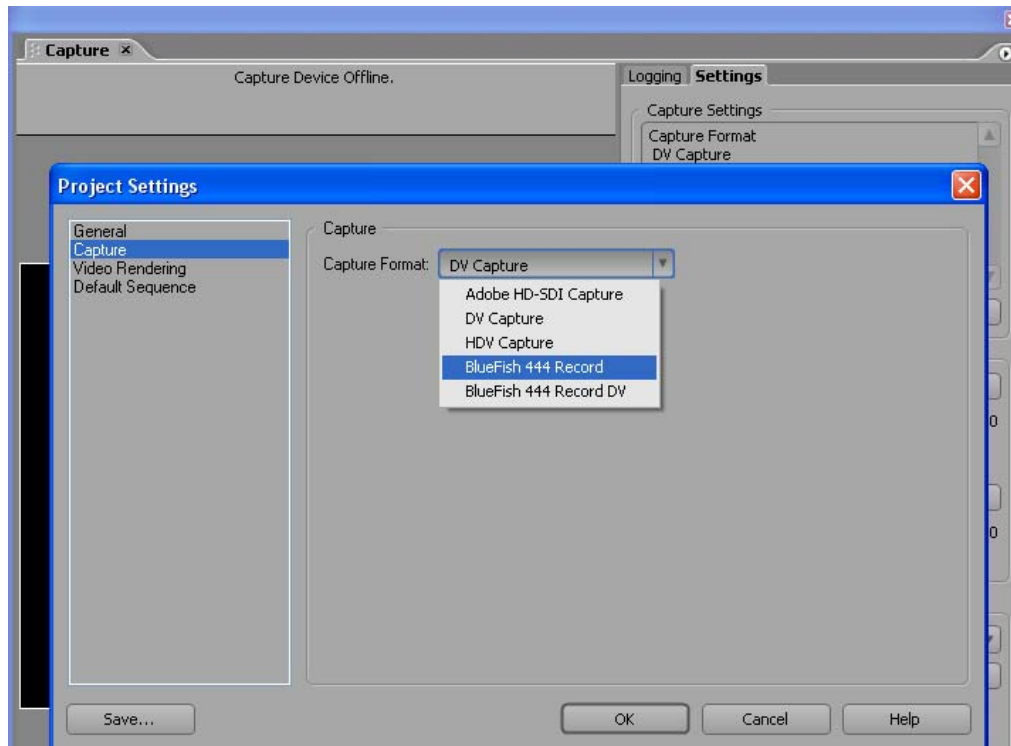 Capture ×
Capture Device Offline.
Logging Settings
Capture Settings
Capture Format
DV Capture
Project Settings
General
Capture
Video Rendering
Default Sequence
Capture
Capture Format: DV Capture
Adobe HD-SDI Capture
DV Capture
HDV Capture
BlueFish 444 Record
BlueFish 444 Record DV
0
0
Save...
OK
Cancel
Help